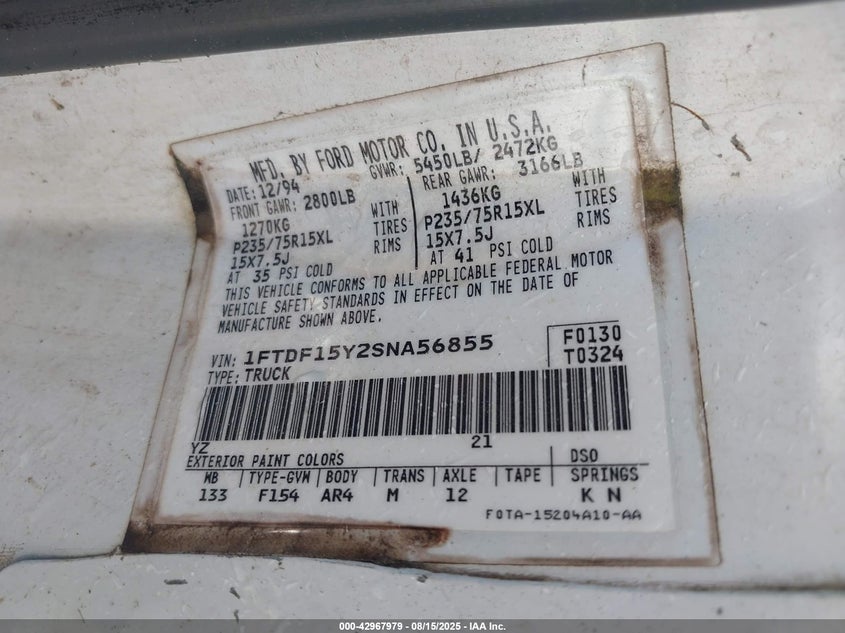 MFD. BY FORD MOTOR CO. IN U.S.A.
DATE: 12/94 GVWR: 5450LB/ 2472KG
FRONT GAWR: 2800LB REAR GAWR: 3166LB
1270KG WITH 1436KG WITH
P235/75R15XL TIRES P235/75R15XL TIRES
15X7.5J RIMS 15X7.5J RIMS
AT 35 PSI COLD AT 41 PSI COLD
THIS VEHICLE CONFORMS TO ALL APPLICABLE FEDERAL MOTOR
VEHICLE SAFETY STANDARDS IN EFFECT ON THE DATE OF
MANUFACTURE SHOWN ABOVE.
VIN: 1FTDF15Y2SNA56855 F0130
TYPE: TRUCK T0324
YZ 21
EXTERIOR PAINT COLORS DSO
WB TYPE-GVW BODY TRANS AXLE TAPE SPRINGS
133 F154 AR4 M 12 K N
F0TA-15204A10-AA
000-42967979 - 08/15/2025 - IAA Inc.